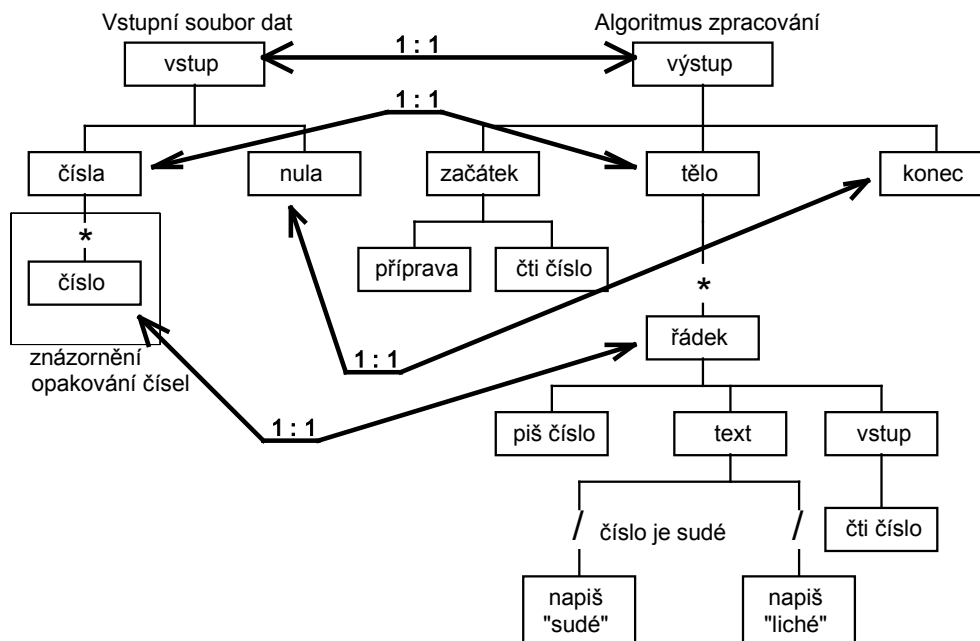 Vstupní soubor dat
Algoritmus zpracování
1 : 1
vstup
výstup
1 : 1
čísla
nula
začátek
tělo
konec
*
příprava
čti číslo
číslo
*
řádek
znázornění
opakování čísel
1 : 1
1 : 1
piš číslo
text
vstup
/
číslo je sudé
/
čti číslo
napiš
"sudé"
napiš
"liché"